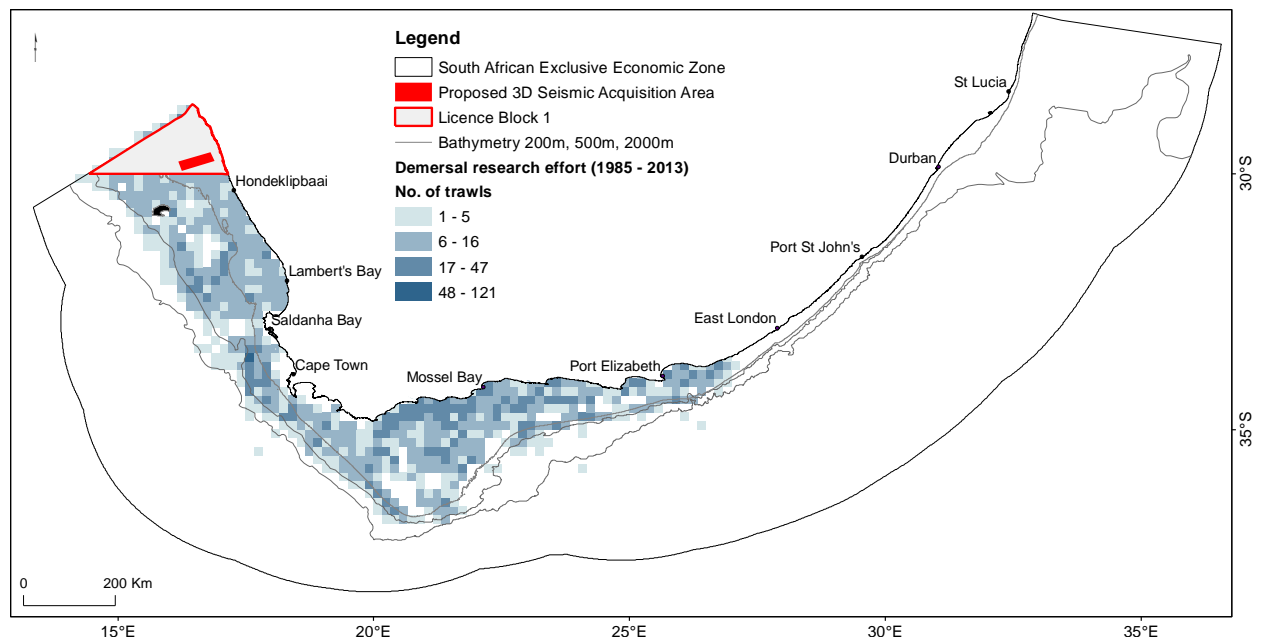 Legend
South African Exclusive Economic Zone
Proposed 3D Seismic Acquisition Area
Licence Block 1
Bathymetry 200m, 500m, 2000m
Demersal research effort (1985 - 2013)
No. of trawls
1 - 5
6 - 16
17 - 47
48 - 121
St Lucia
Durban
Port St John's
East London
Port Elizabeth
Mossel Bay
Cape Town
Saldanha Bay
Lambert's Bay
Hondeklipbaai
30°S
35°S
0 200 Km
15°E 20°E 25°E 30°E 35°E